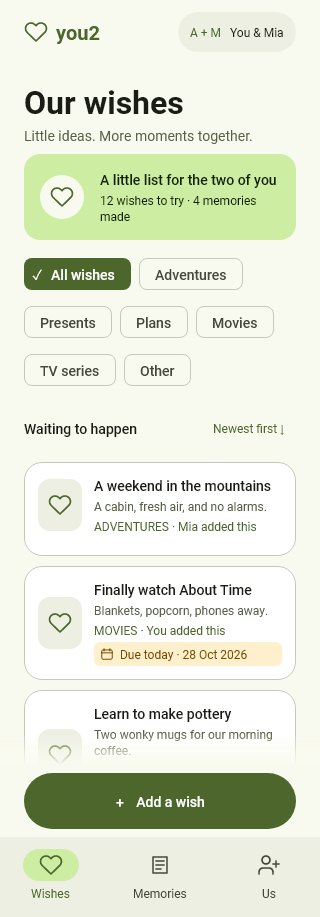 you2
A + M You & Mia
Our wishes
Little ideas. More moments together.
A little list for the two of you
12 wishes to try · 4 memories
made
✓ All wishes
Adventures
Presents
Plans
Movies
TV series
Other
Waiting to happen
Newest first ↓
A weekend in the mountains
A cabin, fresh air, and no alarms.
ADVENTURES · Mia added this
Finally watch About Time
Blankets, popcorn, phones away.
MOVIES · You added this
Due today · 28 Oct 2026
Learn to make pottery
Two wonky mugs for our morning
coffee.
+ Add a wish
Wishes
Memories
Us